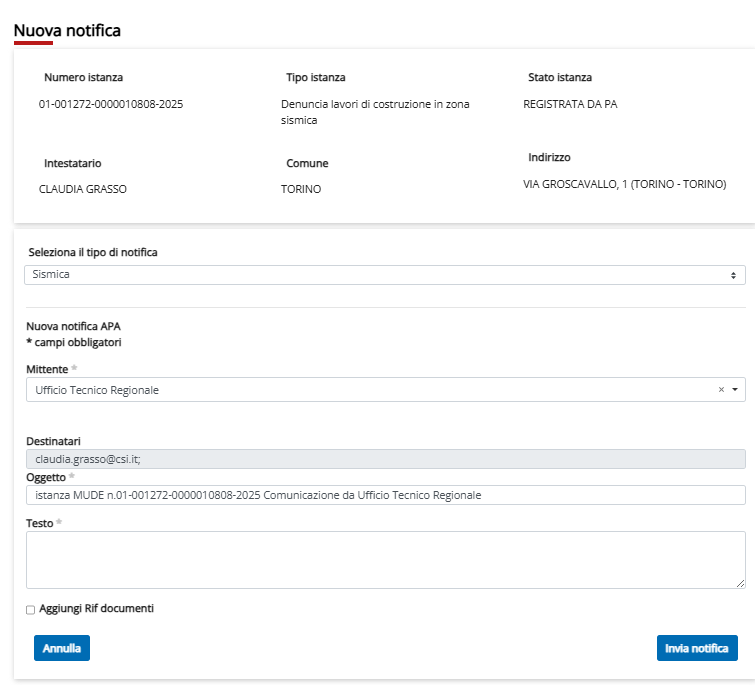 Nuova notifica
Numero istanza
Tipo istanza
Stato istanza
01-001272-0000010808-2025
Denuncia lavori di costruzione in zona
sismica
REGISTRATA DA PA
Intestatario
Comune
Indirizzo
CLAUDIA GRASSO
TORINO
VIA GROSCAVALLO, 1 (TORINO - TORINO)
Seleziona il tipo di notifica
Sismica
Nuova notifica APA
* campi obbligatori
Mittente *
Ufficio Tecnico Regionale
Destinatari
claudia.grasso@csi.it;
Oggetto *
istanza MUDE n.01-001272-0000010808-2025 Comunicazione da Ufficio Tecnico Regionale
Testo *
Aggiungi Rif documenti
Annulla
Invia notifica